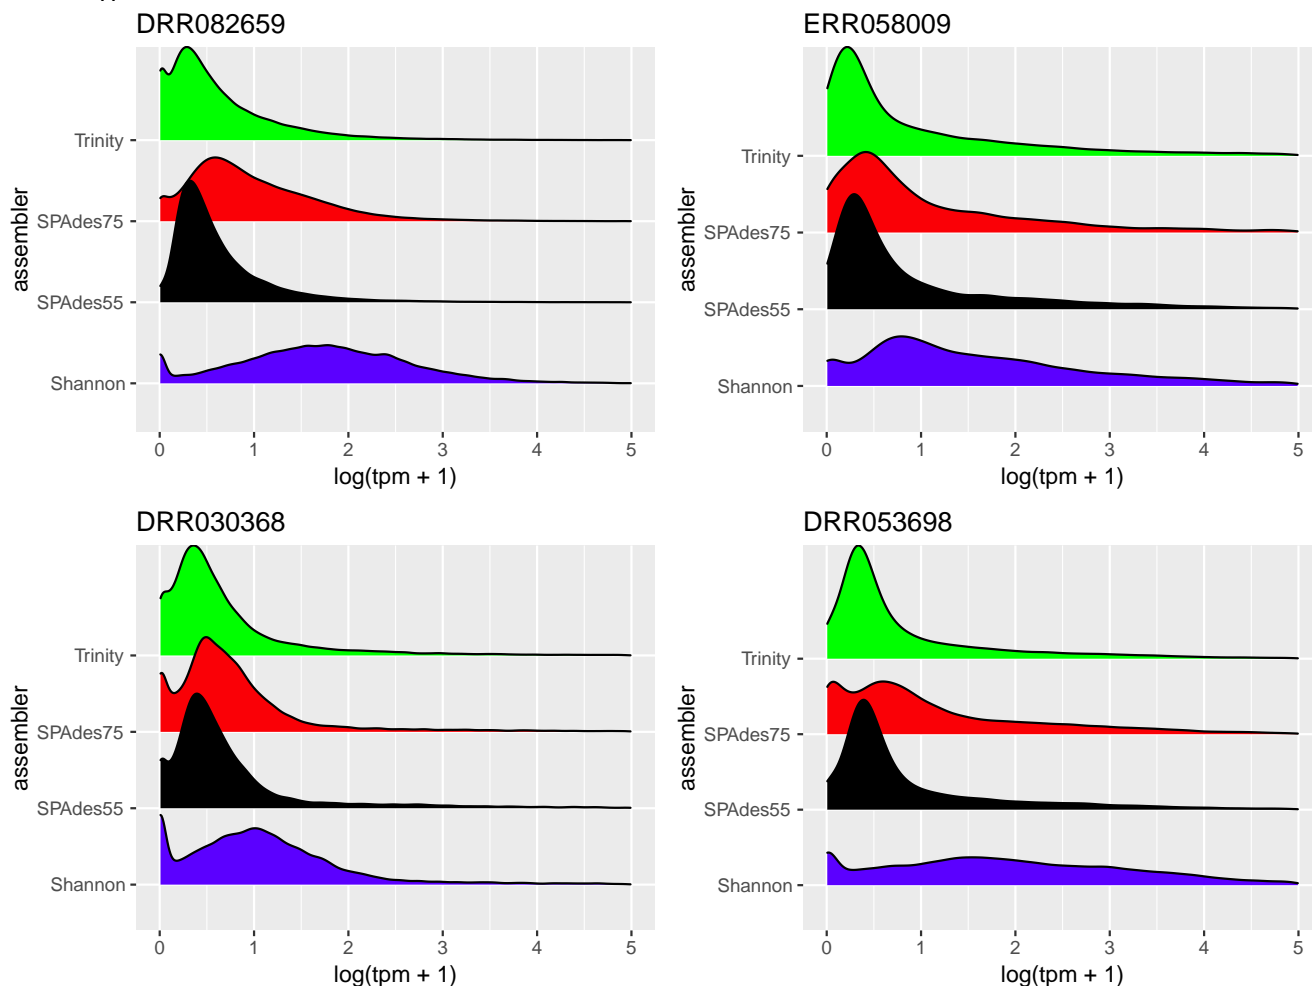 DRR082659
assembler
Trinity
SPAdes75
SPAdes55
Shannon
0 1 2 3 4 5
log(tpm + 1)
ERR058009
assembler
Trinity
SPAdes75
SPAdes55
Shannon
0 1 2 3 4 5
log(tpm + 1)
DRR030368
assembler
Trinity
SPAdes75
SPAdes55
Shannon
0 1 2 3 4 5
log(tpm + 1)
DRR053698
assembler
Trinity
SPAdes75
SPAdes55
Shannon
0 1 2 3 4 5
log(tpm + 1)